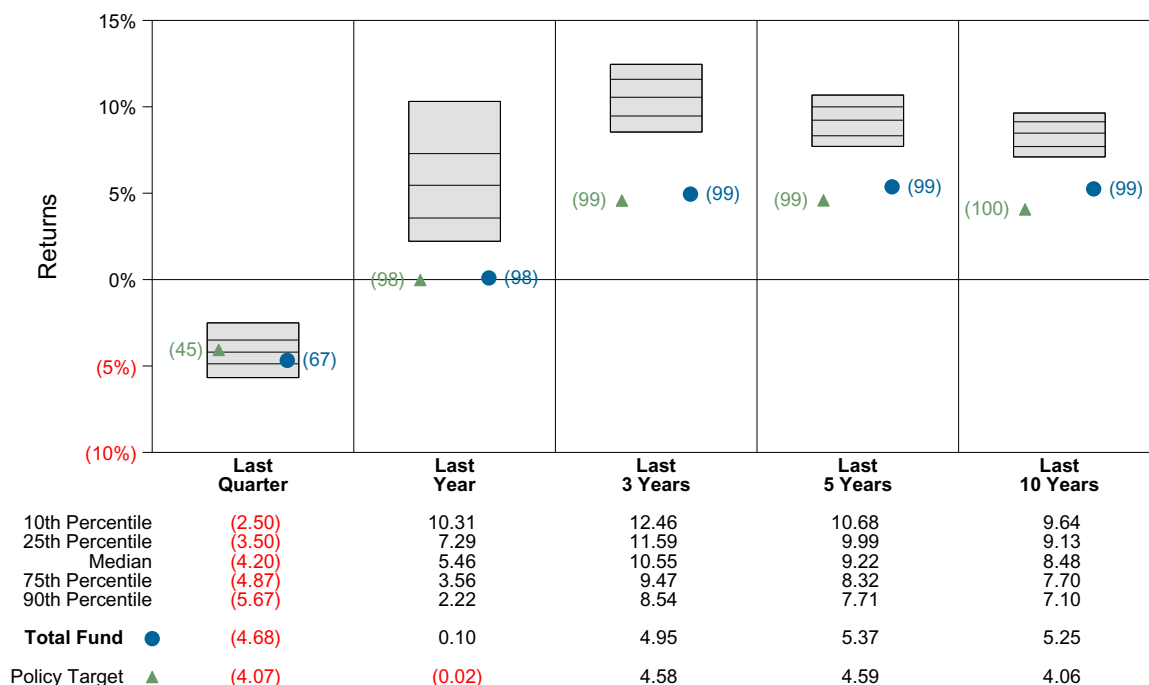 15%
10%
5%
0%
(5%)
(10%)
Returns
(45)
(67)
(98)
(98)
(99)
(99)
(99)
(99)
(100)
(99)
Last Quarter
Last Year
Last 3 Years
Last 5 Years
Last 10 Years
10th Percentile (2.50) 10.31 12.46 10.68 9.64
25th Percentile (3.50) 7.29 11.59 9.99 9.13
Median (4.20) 5.46 10.55 9.22 8.48
75th Percentile (4.87) 3.56 9.47 8.32 7.70
90th Percentile (5.67) 2.22 8.54 7.71 7.10
Total Fund (4.68) 0.10 4.95 5.37 5.25
Policy Target (4.07) (0.02) 4.58 4.59 4.06